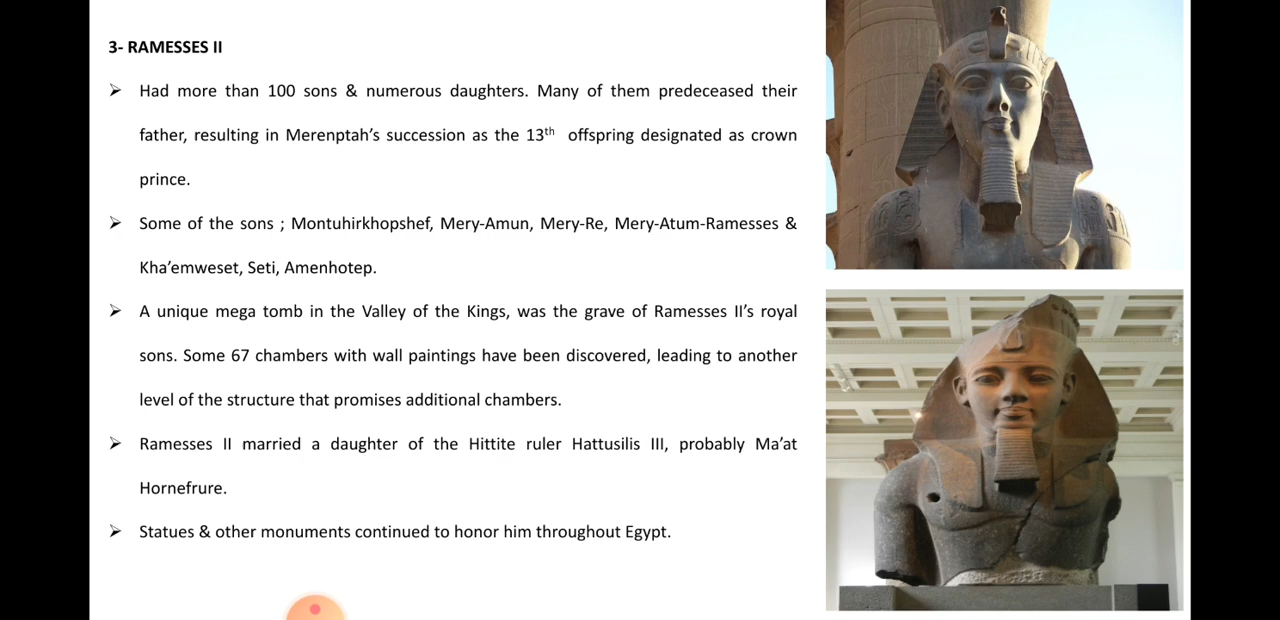 3- RAMESSES II
➢ Had more than 100 sons & numerous daughters. Many of them predeceased their
father, resulting in Merenptah’s succession as the 13th offspring designated as crown
prince.
➢ Some of the sons ; Montuhirkhopshef, Mery-Amun, Mery-Re, Mery-Atum-Ramesses &
Kha’emweset, Seti, Amenhotep.
➢ A unique mega tomb in the Valley of the Kings, was the grave of Ramesses II’s royal
sons. Some 67 chambers with wall paintings have been discovered, leading to another
level of the structure that promises additional chambers.
➢ Ramesses II married a daughter of the Hittite ruler Hattusilis III, probably Ma’at
Hornefrure.
➢ Statues & other monuments continued to honor him throughout Egypt.